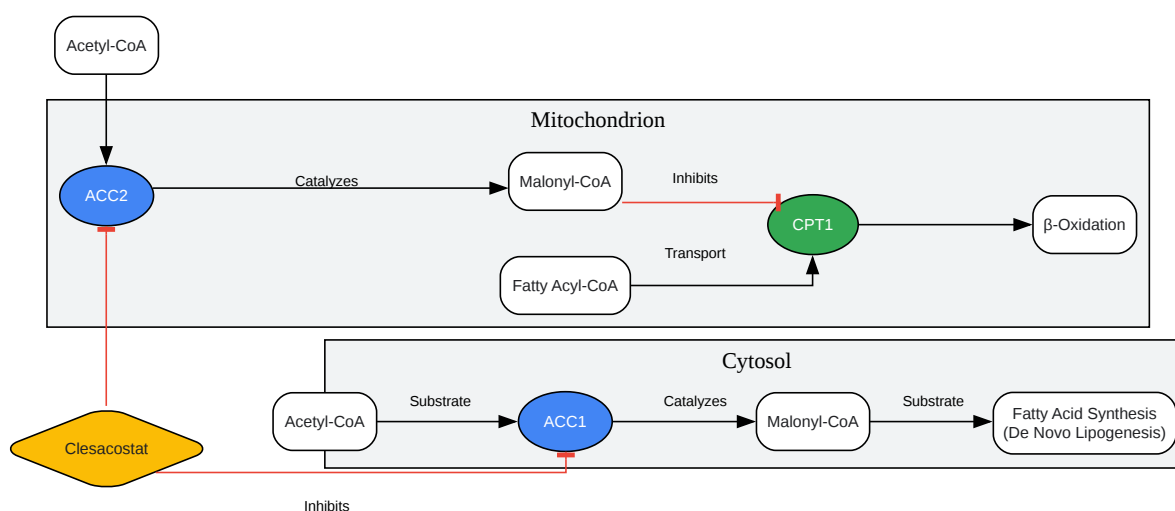 Acetyl-CoA
Mitochondrion
ACC2
Catalyzes
Malonyl-CoA
Inhibits
CPT1
β-Oxidation
Transport
Fatty Acyl-CoA
Cytosol
Acetyl-CoA
Substrate
ACC1
Catalyzes
Malonyl-CoA
Substrate
Fatty Acid Synthesis
(De Novo Lipogenesis)
Clesacostat
Inhibits